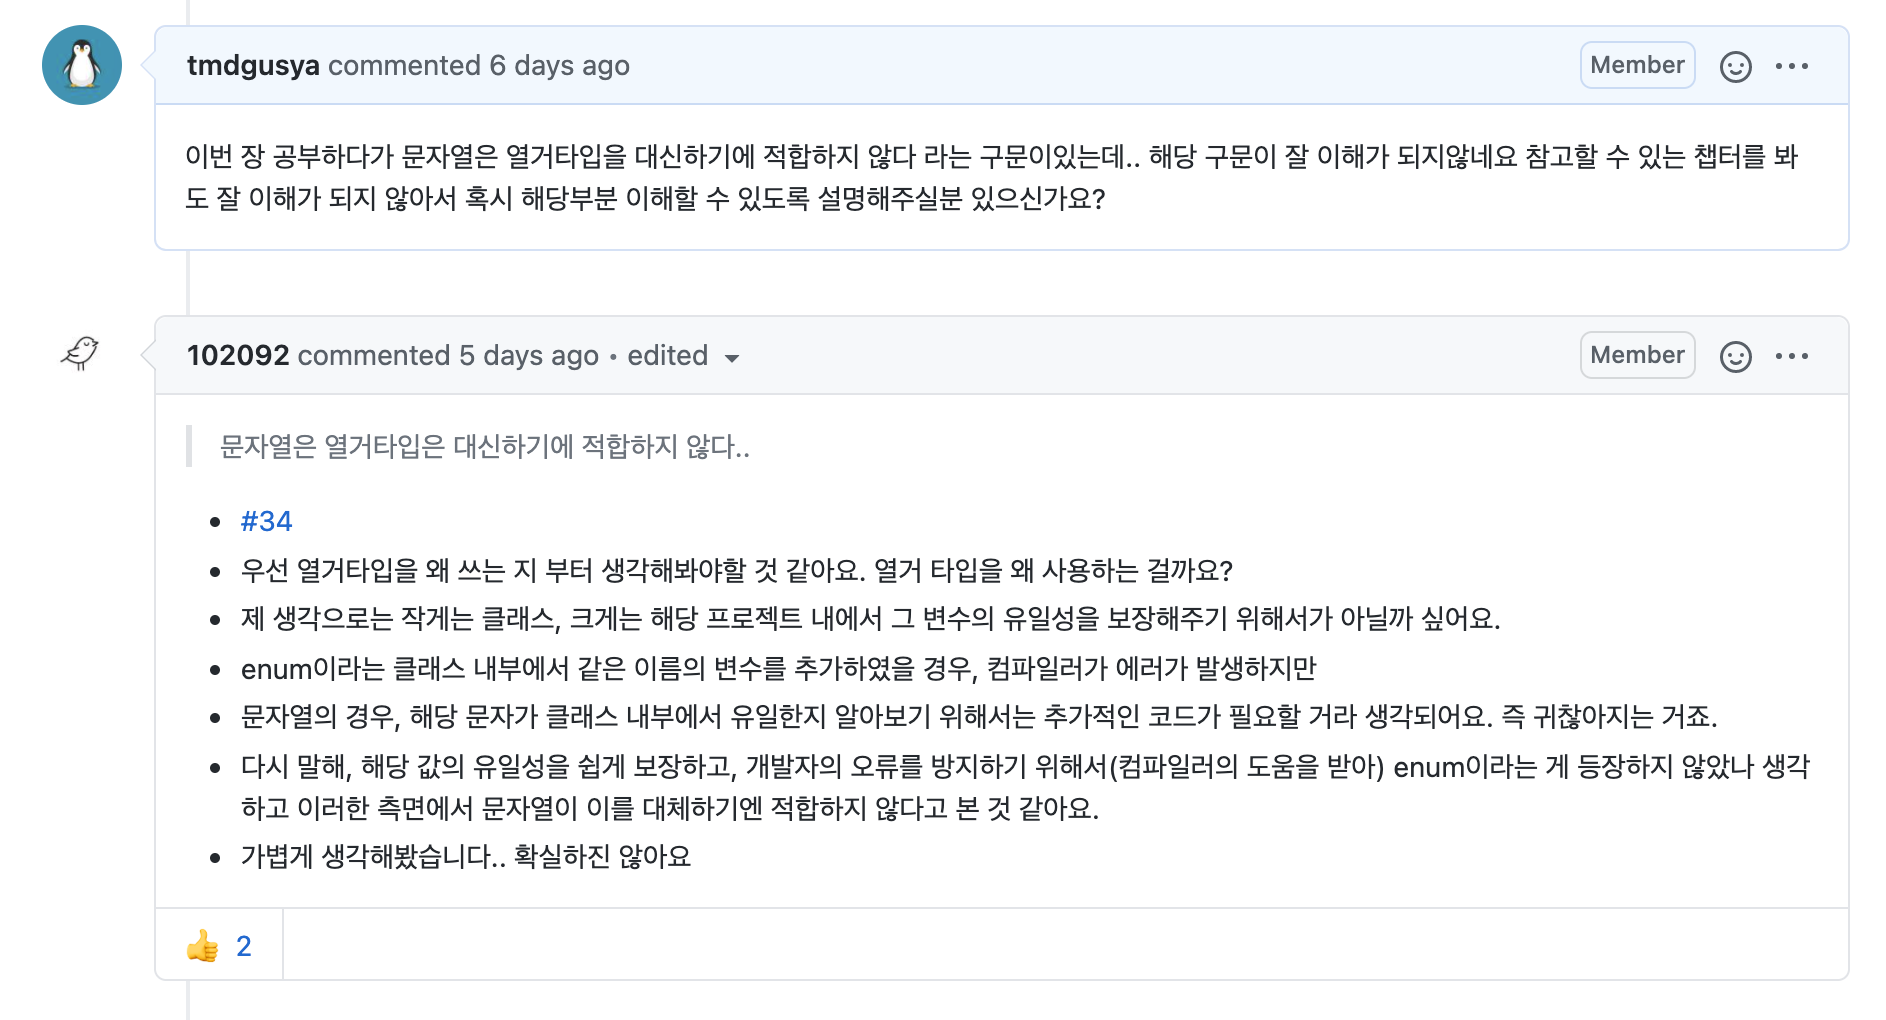 tmdgusya commented 6 days ago
Member
이번 장 공부하다가 문자열은 열거타입을 대신하기에 적합하지 않다 라는 구문이있는데.. 해당 구문이 잘 이해가 되지않네요 참고할 수 있는 챕터를 봐
도 잘 이해가 되지 않아서 혹시 해당부분 이해할 수 있도록 설명해주실분 있으신가요?
102092 commented 5 days ago • edited
Member
문자열은 열거타입은 대신하기에 적합하지 않다..
• #34
• 우선 열거타입을 왜 쓰는 지 부터 생각해봐야할 것 같아요. 열거 타입을 왜 사용하는 걸까요?
• 제 생각으로는 작게는 클래스, 크게는 해당 프로젝트 내에서 그 변수의 유일성을 보장해주기 위해서가 아닐까 싶어요.
• enum이라는 클래스 내부에서 같은 이름의 변수를 추가하였을 경우, 컴파일러가 에러가 발생하지만
• 문자열의 경우, 해당 문자가 클래스 내부에서 유일한지 알아보기 위해서는 추가적인 코드가 필요할 거라 생각되어요. 즉 귀찮아지는 거죠.
• 다시 말해, 해당 값의 유일성을 쉽게 보장하고, 개발자의 오류를 방지하기 위해서(컴파일러의 도움을 받아) enum이라는 게 등장하지 않았나 생각
하고 이러한 측면에서 문자열이 이를 대체하기엔 적합하지 않다고 본 것 같아요.
• 가볍게 생각해봤습니다.. 확실하진 않아요
👍 2